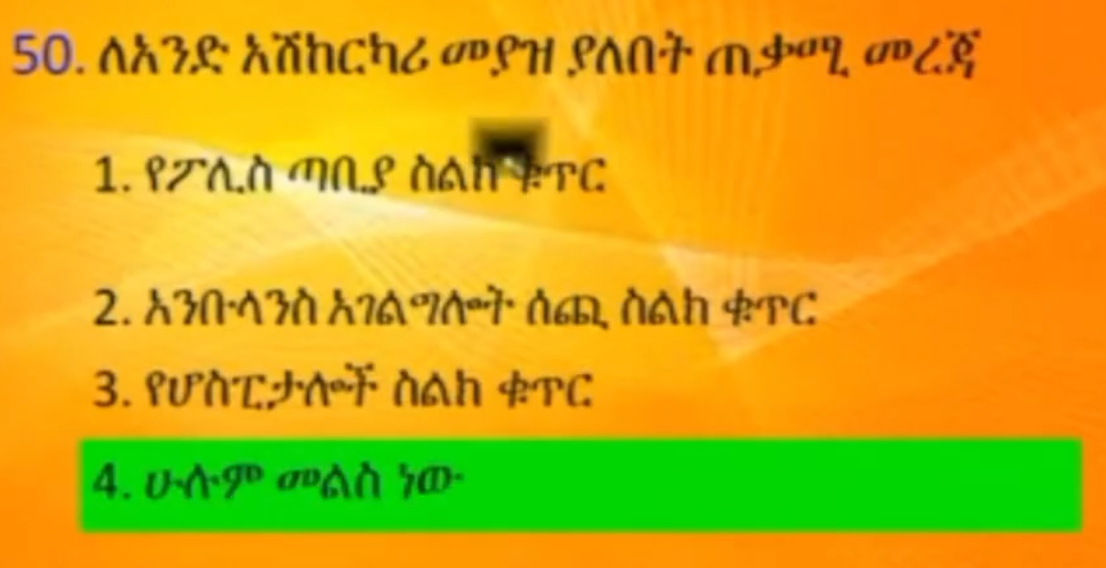 50. ለአንድ አሽከርካሪ መያዝ ያለበት ጠቃሚ መረጃ
1. የፖሊስ ጣቢያ ስልክ ቁጥር
2. አንቡላንስ አገልግሎት ሰጪ ስልክ ቁጥር
3. የሆስፒታሎች ስልክ ቁጥር
4. ሁሉም መልስ ነው